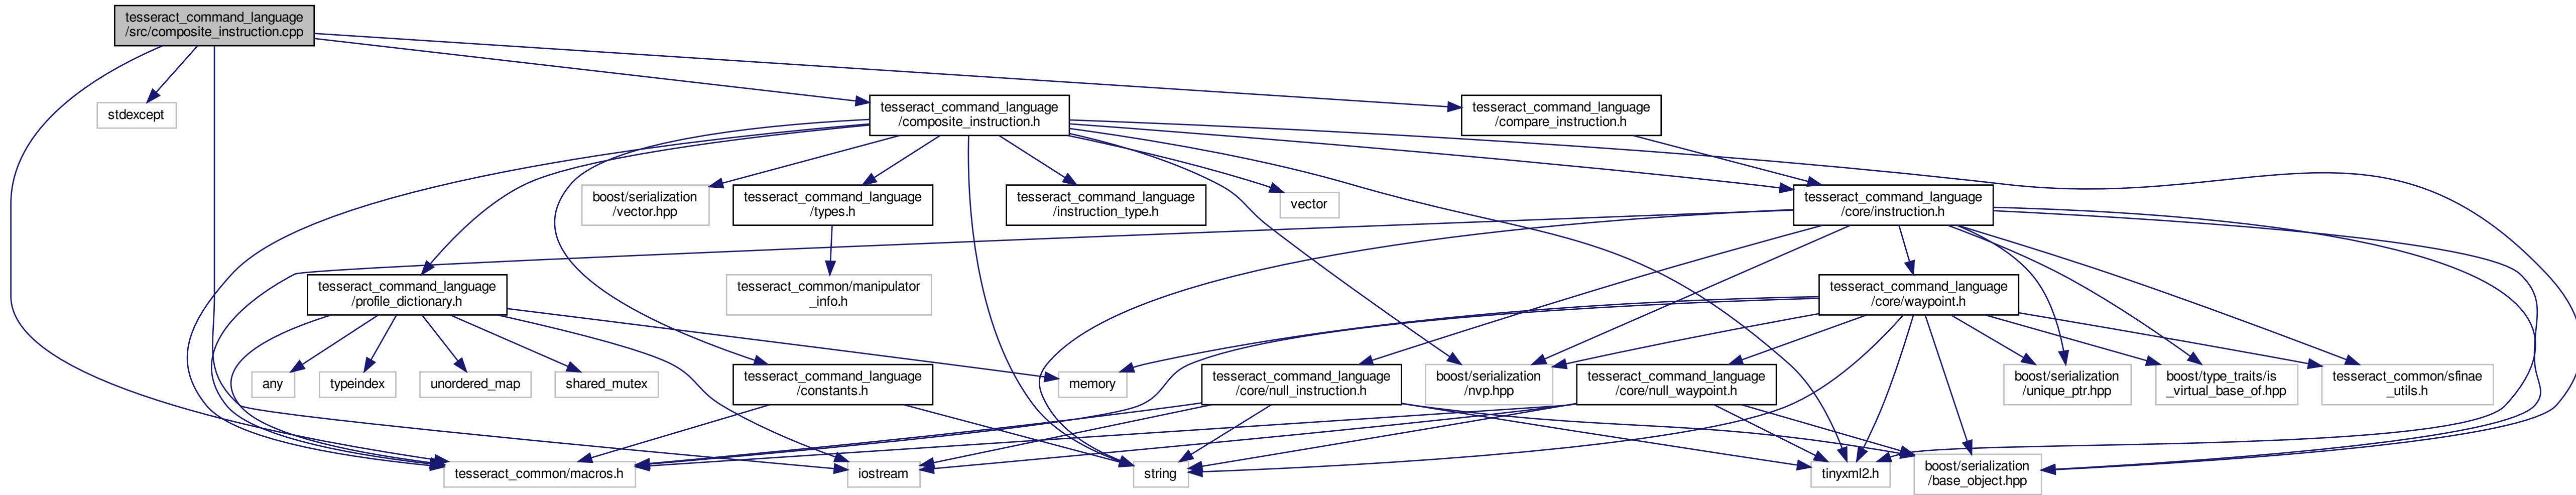 tesseract_command_language
/src/composite_instruction.cpp
stdexcept
tesseract_command_language
/composite_instruction.h
tesseract_command_language
/compare_instruction.h
boost/serialization
/vector.hpp
tesseract_command_language
/types.h
tesseract_command_language
/instruction_type.h
vector
tesseract_command_language
/core/instruction.h
tesseract_command_language
/profile_dictionary.h
tesseract_common/manipulator
_info.h
tesseract_command_language
/core/waypoint.h
any
typeindex
unordered_map
shared_mutex
tesseract_command_language
/constants.h
memory
tesseract_command_language
/core/null_instruction.h
boost/serialization
/nvp.hpp
tesseract_command_language
/core/null_waypoint.h
boost/serialization
/unique_ptr.hpp
boost/type_traits/is
_virtual_base_of.hpp
tesseract_common/sfinae
_utils.h
tesseract_common/macros.h
iostream
string
tinyxml2.h
boost/serialization
/base_object.hpp